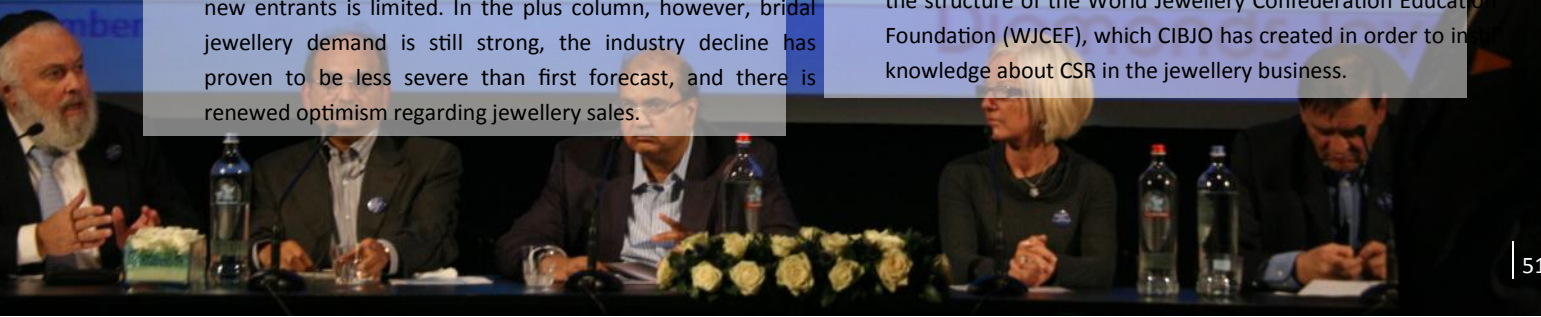 new entrants is limited. In the plus column, however, bridal
jewellery demand is still strong, the industry decline has
proven to be less severe than first forecast, and there is
renewed optimism regarding jewellery sales.
the structure of the World Jewellery Confederation Education
Foundation (WJCEF), which CIBJO has created in order to instil
knowledge about CSR in the jewellery business.
mber
Diamonds
51